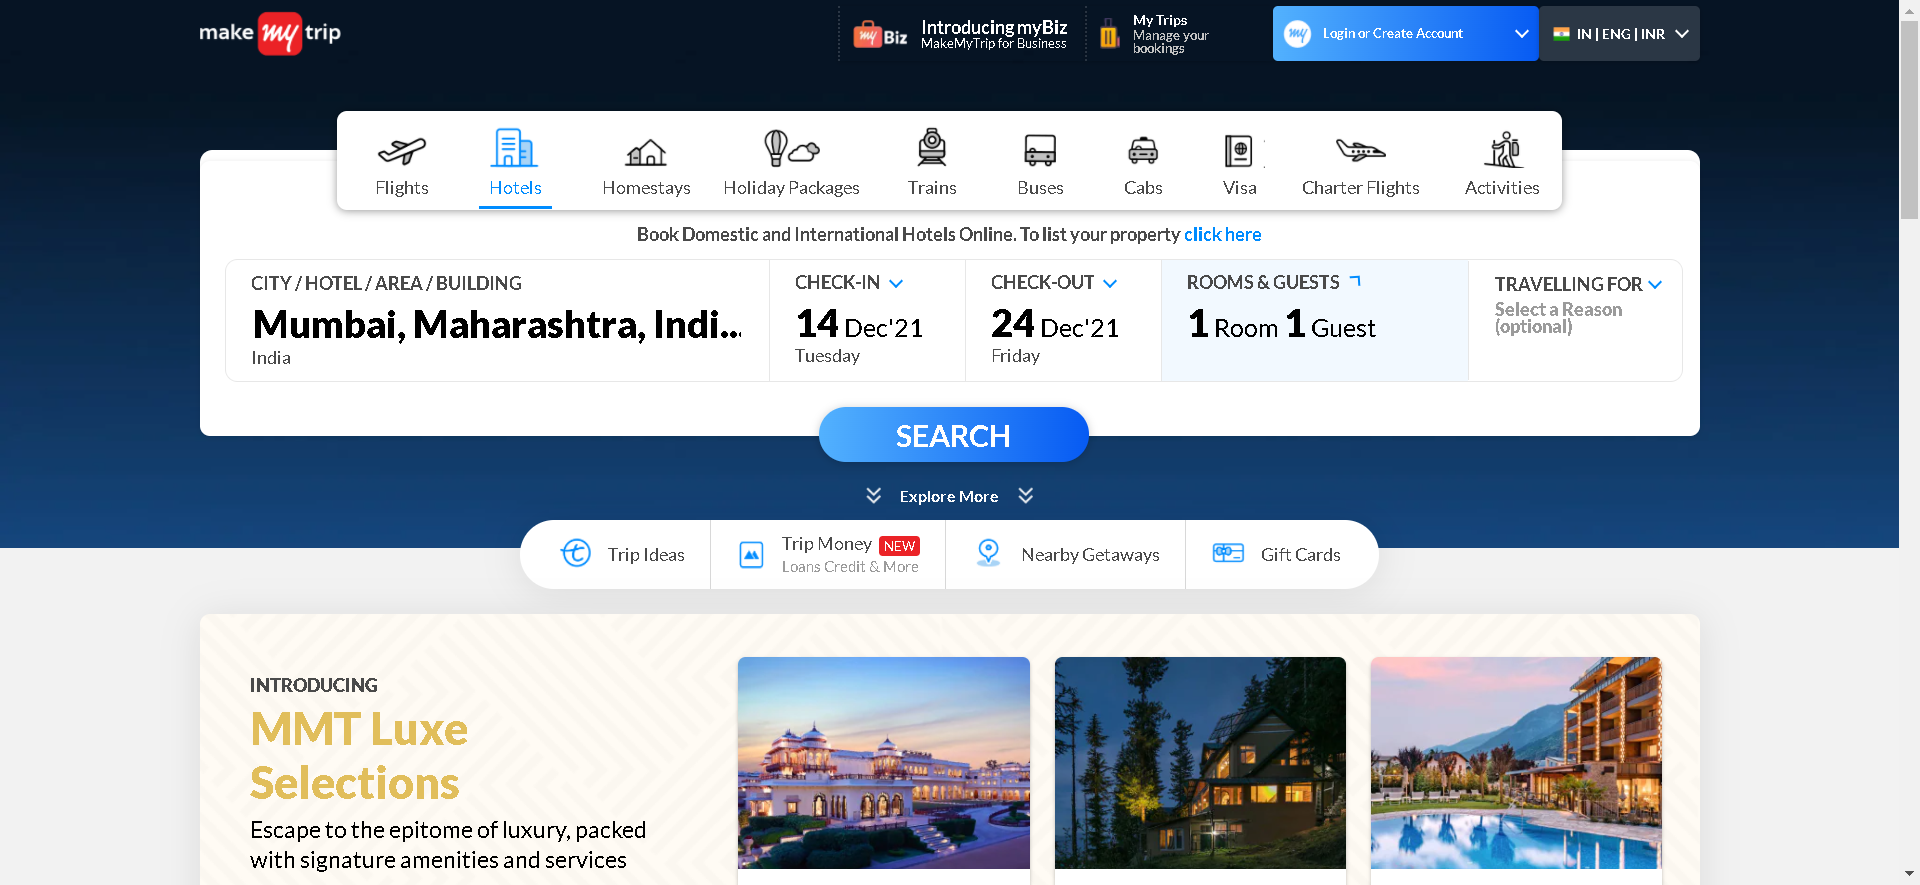 make my trip
my Biz
Introducing myBiz
MakeMyTrip for Business
My Trips
Manage your
bookings
my
Login or Create Account
IN | ENG | INR
Flights
Hotels
Homestays
Holiday Packages
Trains
Buses
Cabs
Visa
Charter Flights
Activities
Book Domestic and International Hotels Online. To list your property click here
CITY / HOTEL / AREA / BUILDING
Mumbai, Maharashtra, Indi...
India
CHECK-IN
14 Dec'21
Tuesday
CHECK-OUT
24 Dec'21
Friday
ROOMS & GUESTS
1 Room 1 Guest
TRAVELLING FOR
Select a Reason
(optional)
SEARCH
Explore More
Trip Ideas
Trip Money NEW
Loans Credit & More
Nearby Getaways
Gift Cards
INTRODUCING
MMT Luxe
Selections
Escape to the epitome of luxury, packed
with signature amenities and services